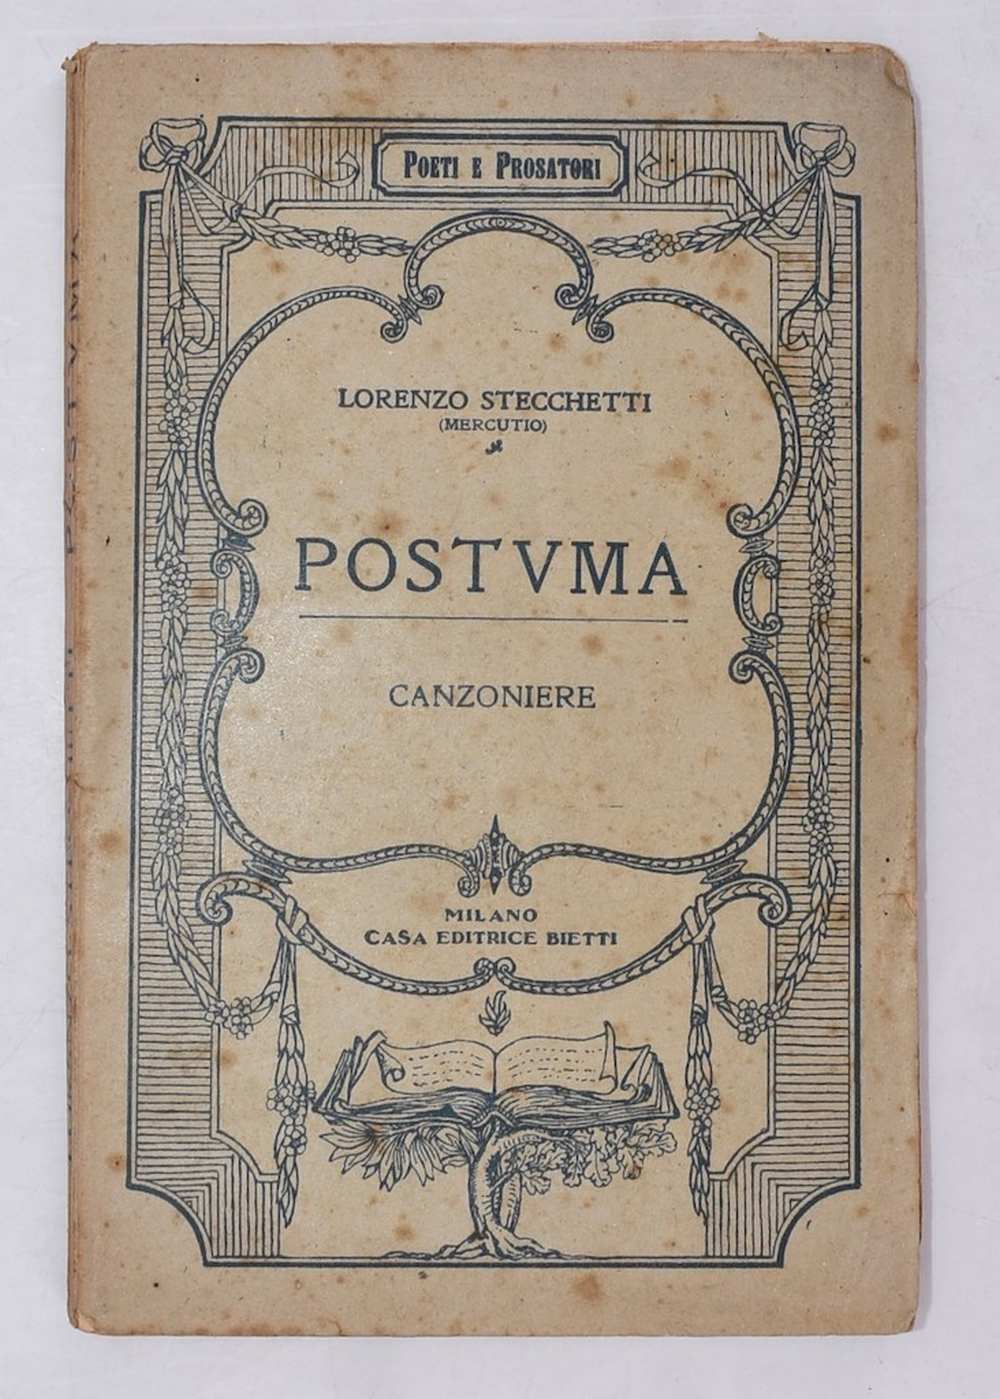 POETI E PROSATORI
LORENZO STECCHETTI
(MERCUTIO)
POSTVMA
CANZONIERE
MILANO
CASA EDITRICE BIETTI